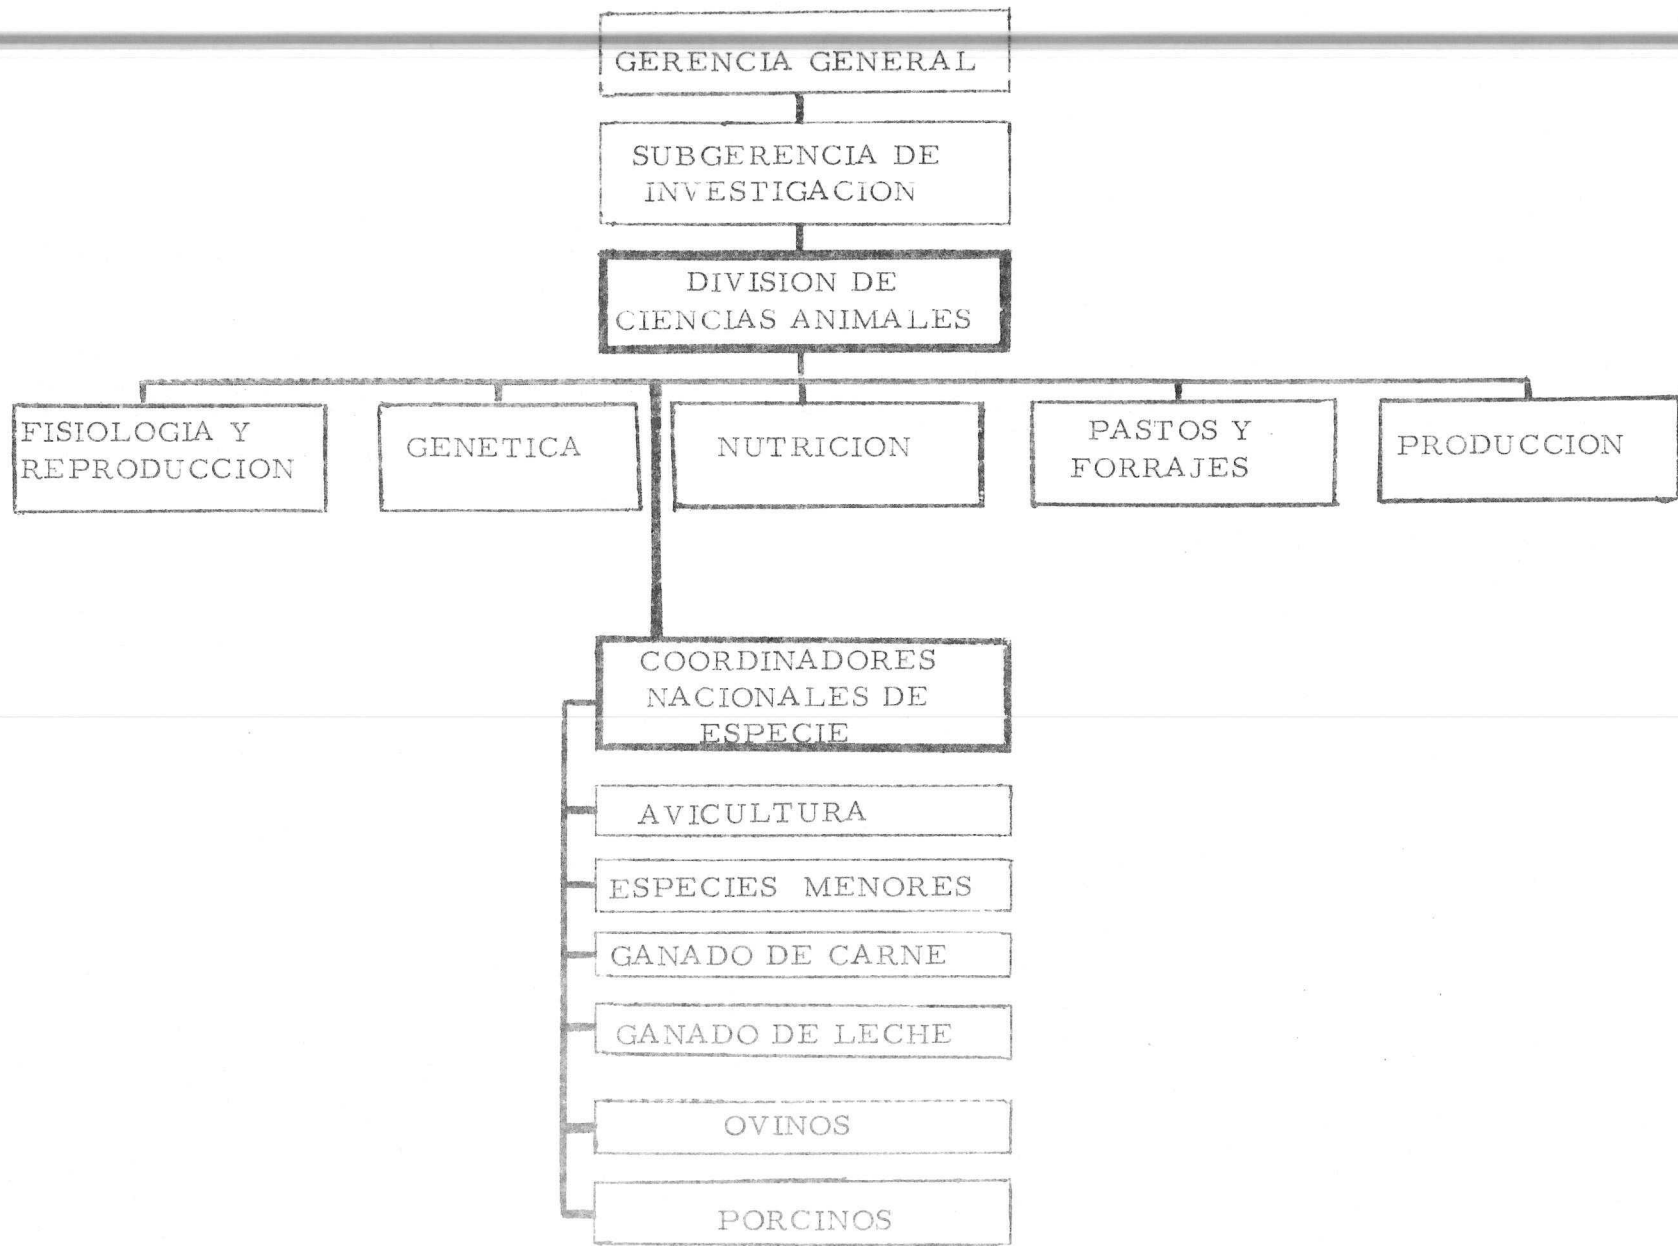 GERENCIA GENERAL
SUBGERENCIA DE
INVESTIGACION
DIVISION DE
CIENCIAS ANIMALES
FISIOLOGIA Y
REPRODUCCION
GENETICA
NUTRICION
PASTOS Y
FORRAJES
PRODUCCION
COORDINADORES
NACIONALES DE
ESPECIE
AVICULTURA
ESPECIES MENORES
GANADO DE CARNE
GANADO DE LECHE
OVINOS
PORCINOS